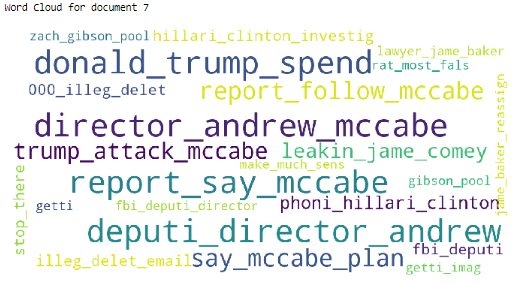 Word Cloud for document 7
zach_gibson_pool
hillari_clinton_investig
donald_trump_spend
lawyer_jame_baker
rat_most_fals
000_illeg_delet
report_follow_mccabe
jame_baker_reassign
director_andrew_mccabe
trump_attack_mccabe
leakin_jame_comey
make_much_sens
stop_there
report_say_mccabe
gibson_pool
getti
fbi_deputi_director
phoni_hillari_clinton
deputi_director_andrew
fbi_deputi
illeg_delet_email
say_mccabe_plan
getti_imag